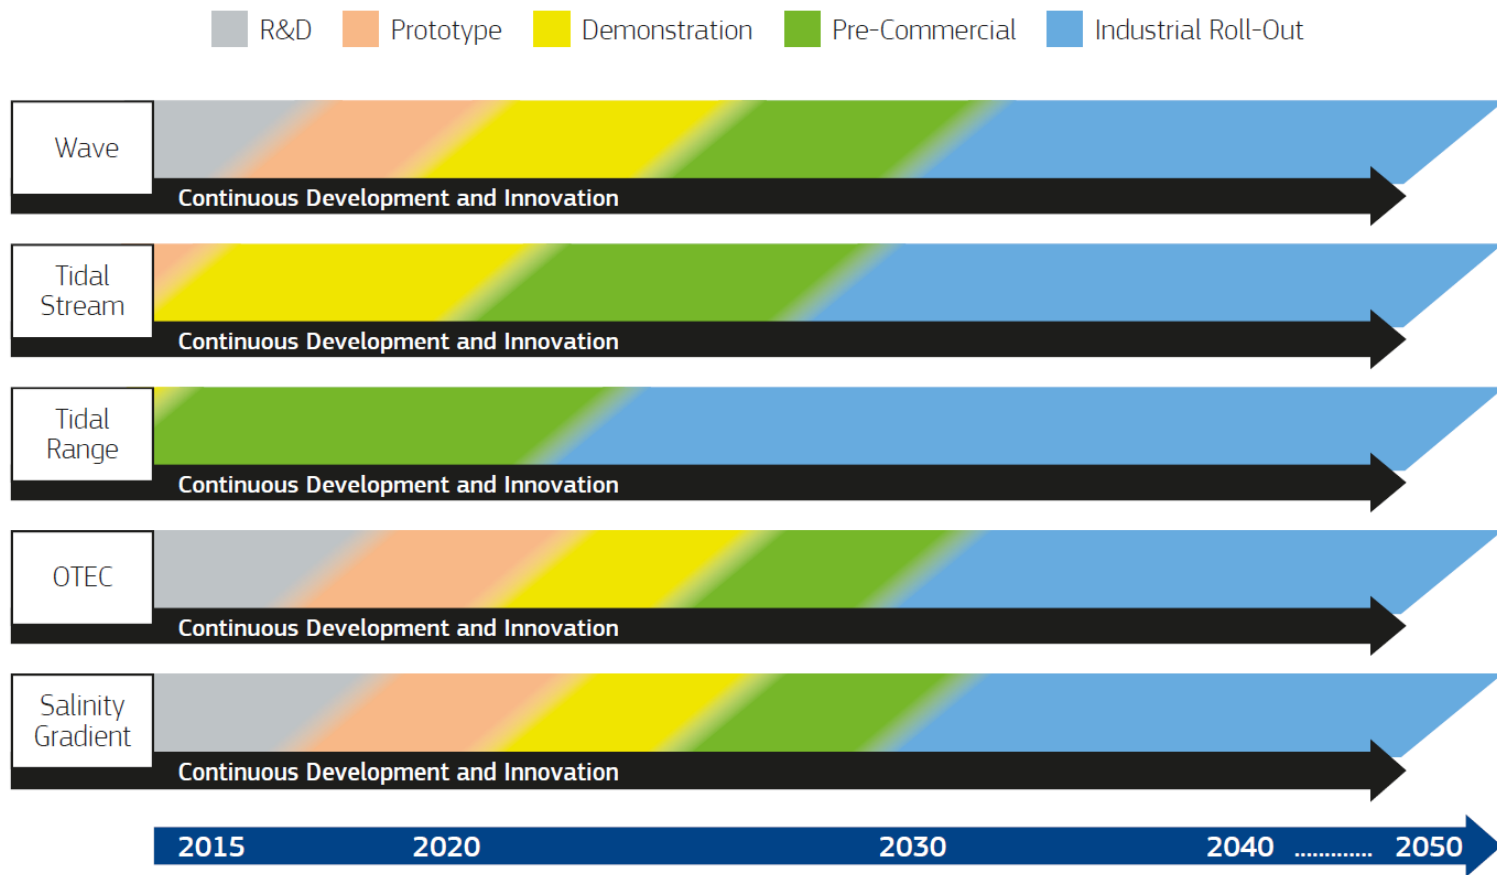 R&D Prototype Demonstration Pre-Commercial Industrial Roll-Out
Wave
Continuous Development and Innovation
Tidal
Stream
Continuous Development and Innovation
Tidal
Range
Continuous Development and Innovation
OTEC
Continuous Development and Innovation
Salinity
Gradient
Continuous Development and Innovation
2015 2020 2030 2040 ............. 2050